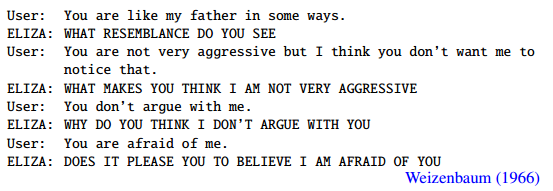 User: You are like my father in some ways.
ELIZA: WHAT RESEMBLANCE DO YOU SEE
User: You are not very aggressive but I think you don't want me to
notice that.
ELIZA: WHAT MAKES YOU THINK I AM NOT VERY AGGRESSIVE
User: You don't argue with me.
ELIZA: WHY DO YOU THINK I DON'T ARGUE WITH YOU
User: You are afraid of me.
ELIZA: DOES IT PLEASE YOU TO BELIEVE I AM AFRAID OF YOU
Weizenbaum (1966)